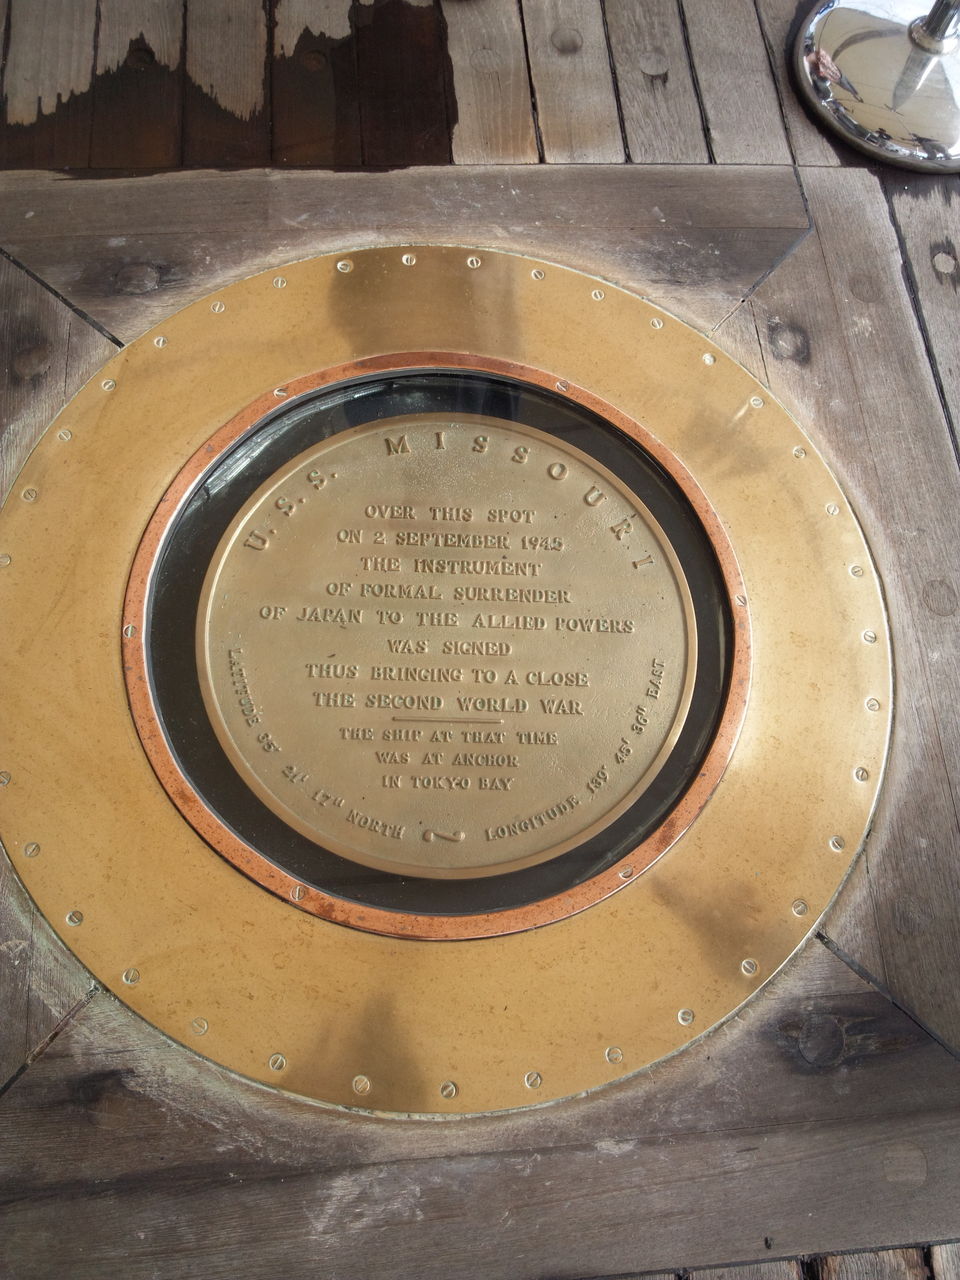 U.S.S. MISSOURI
OVER THIS SPOT
ON 2 SEPTEMBER 1945
THE INSTRUMENT
OF FORMAL SURRENDER
OF JAPAN TO THE ALLIED POWERS
WAS SIGNED
THUS BRINGING TO A CLOSE
THE SECOND WORLD WAR
THE SHIP AT THAT TIME
WAS AT ANCHOR
IN TOKYO BAY
LATITUDE 35° 21' 17" NORTH ~ LONGITUDE 139° 45' 36" EAST